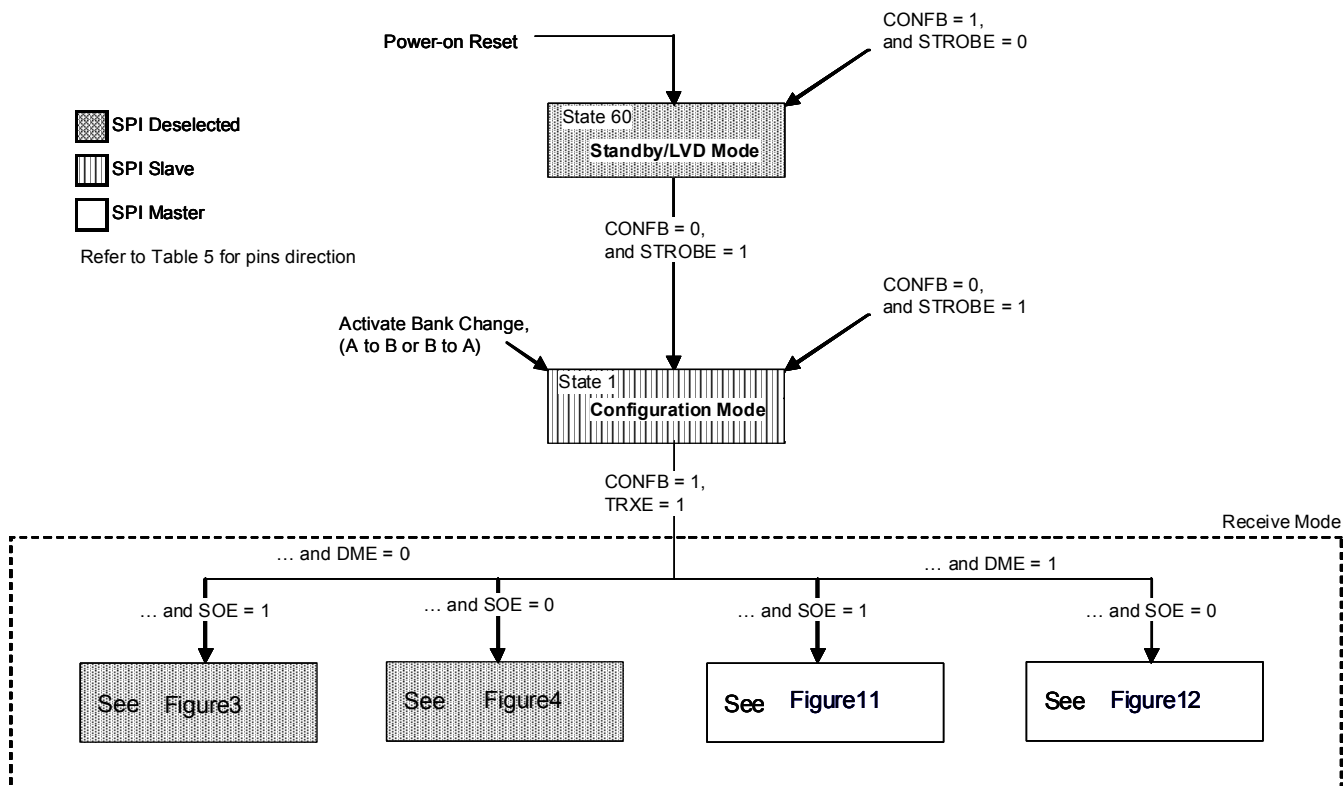 CONFB = 1,
and STROBE = 0
Power-on Reset
State 60
Standby/LVD Mode
SPI Deselected
SPI Slave
SPI Master
Refer to Table 5 for pins direction
CONFB = 0,
and STROBE = 1
CONFB = 0,
and STROBE = 1
Activate Bank Change,
(A to B or B to A)
State 1
Configuration Mode
CONFB = 1,
TRXE = 1
Receive Mode
... and DME = 0
... and DME = 1
... and SOE = 1
... and SOE = 0
... and SOE = 1
... and SOE = 0
See Figure3
See Figure4
See Figure11
See Figure12